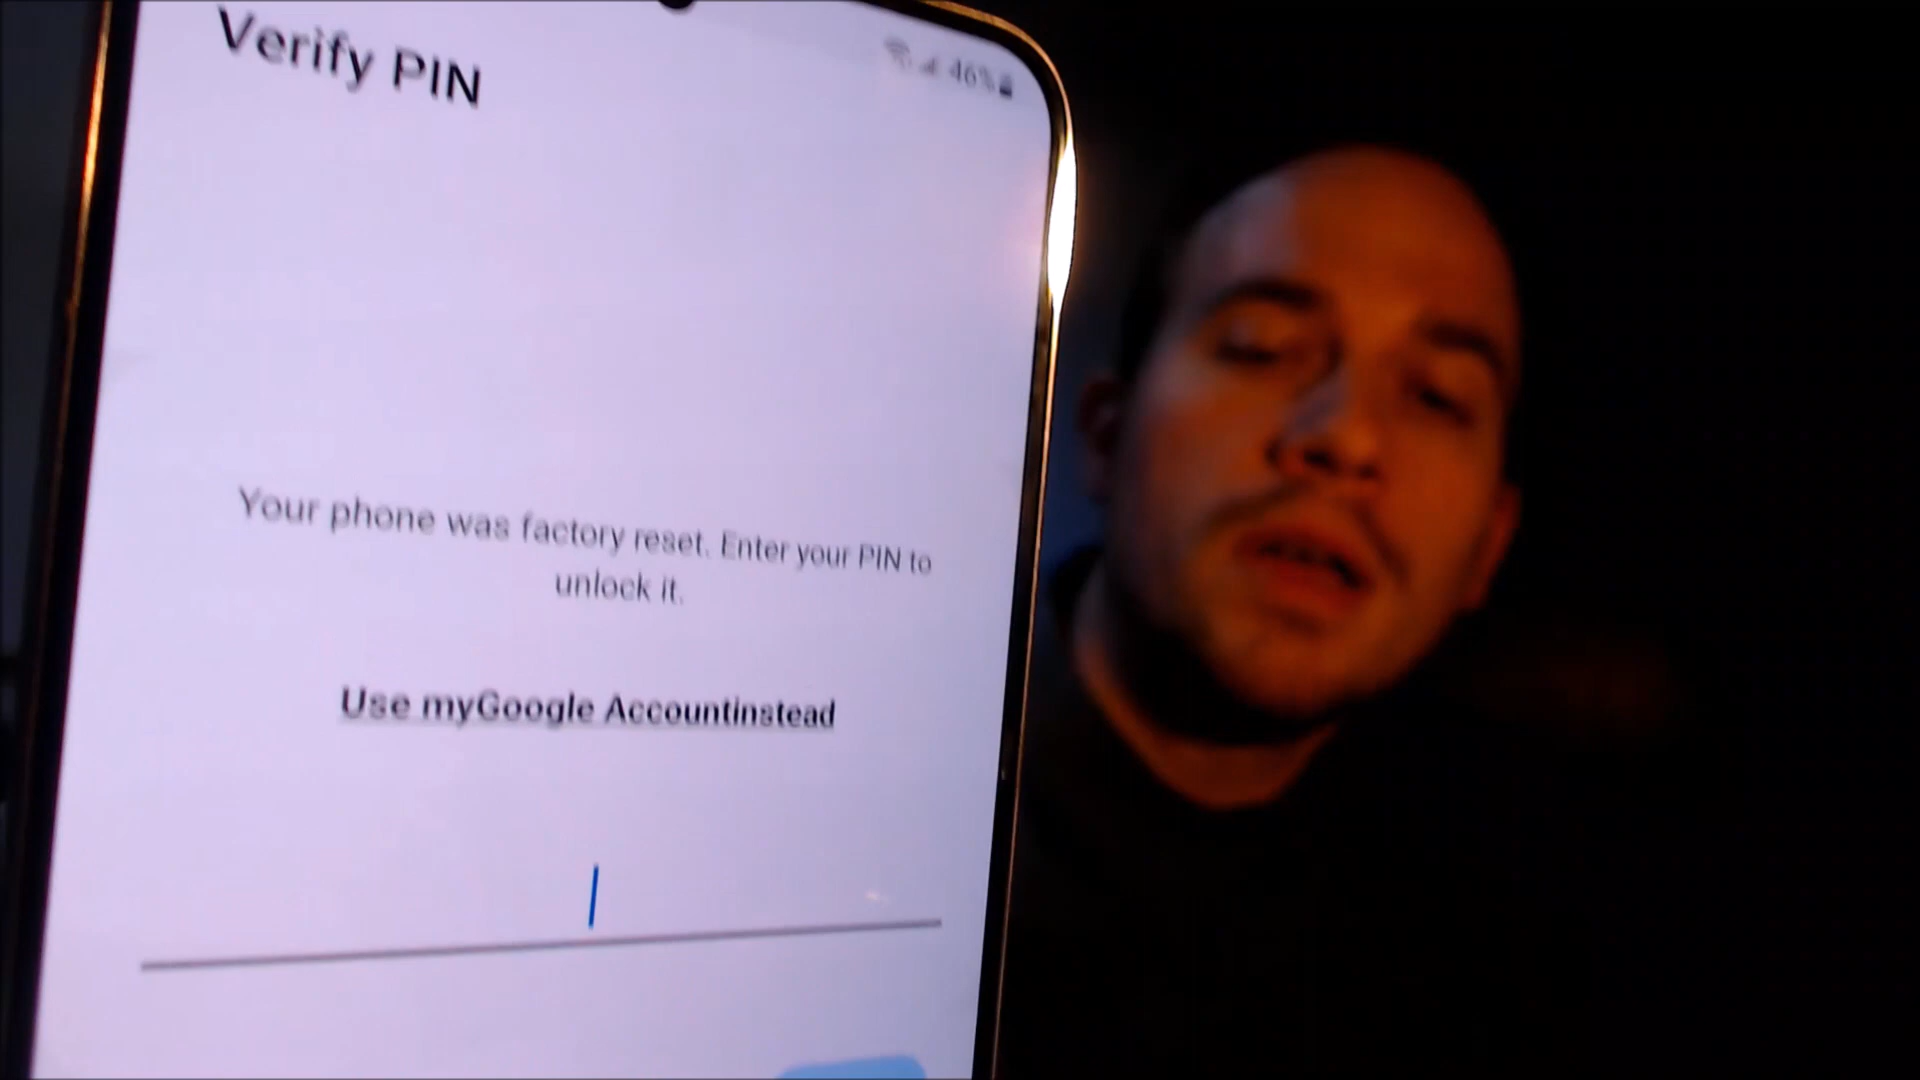 Verify PIN
46%
Your phone was factory reset. Enter your PIN to
unlock it.
Use myGoogle Accountinstead